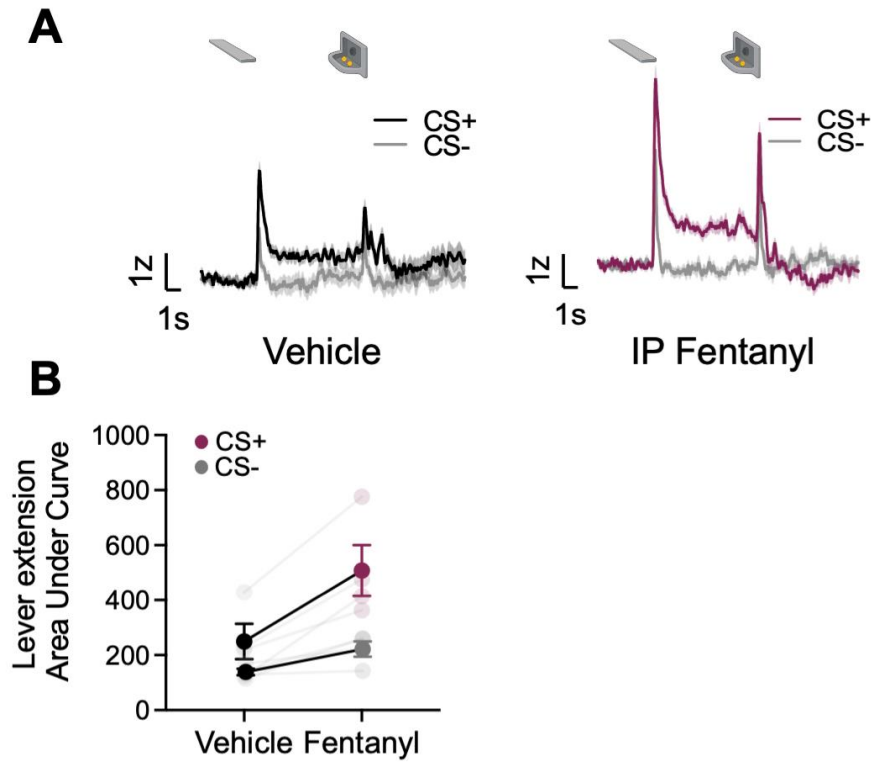 A
CS+
CS-
1z
1s
Vehicle
CS+
CS-
1z
1s
IP Fentanyl
B
Lever extension
Area Under Curve
1000
800
600
400
200
0
CS+
CS-
Vehicle Fentanyl